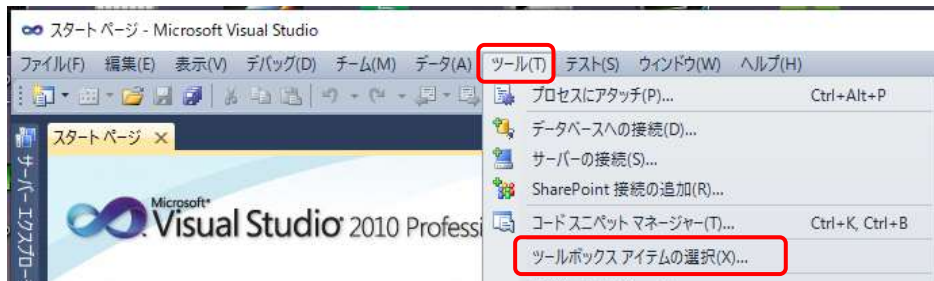 スタート ページ - Microsoft Visual Studio
ファイル(F) 編集(E) 表示(V) デバッグ(D) チーム(M) データ(A) ツール(T) テスト(S) ウィンドウ(W) ヘルプ(H)
プロセスにアタッチ(P)... Ctrl+Alt+P
スタート ページ
データベースへの接続(D)...
サーバーの接続(S)...
SharePoint 接続の追加(R)...
Microsoft
Visual Studio 2010 Professi
コード スニペット マネージャー(T)... Ctrl+K, Ctrl+B
ツールボックス アイテムの選択(X)...
サーバー エクスプロー